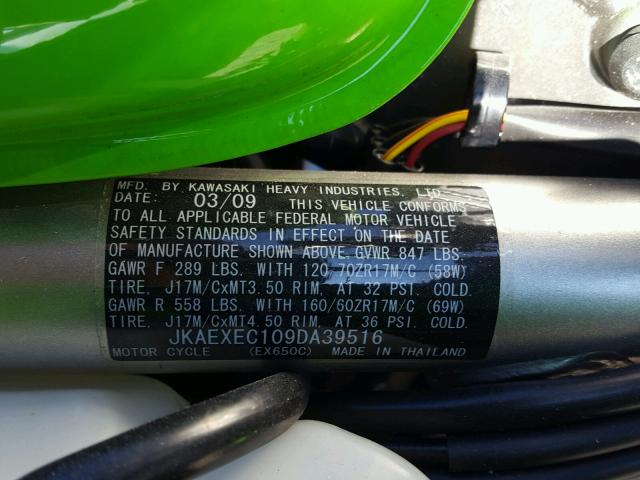 MFD. BY KAWASAKI HEAVY INDUSTRIES, LTD.
DATE: 03/09 THIS VEHICLE CONFORMS
TO ALL APPLICABLE FEDERAL MOTOR VEHICLE
SAFETY STANDARDS IN EFFECT ON THE DATE
OF MANUFACTURE SHOWN ABOVE.GVWR 847 LBS.
GAWR F 289 LBS. WITH 120/70ZR17M/C (58W)
TIRE, J17M/CxMT3.50 RIM, AT 32 PSI. COLD.
GAWR R 558 LBS. WITH 160/60ZR17M/C (69W)
TIRE, J17M/CxMT4.50 RIM, AT 36 PSI. COLD.
JKAEXEC109DA39516
MOTOR CYCLE (EX650C) MADE IN THAILAND